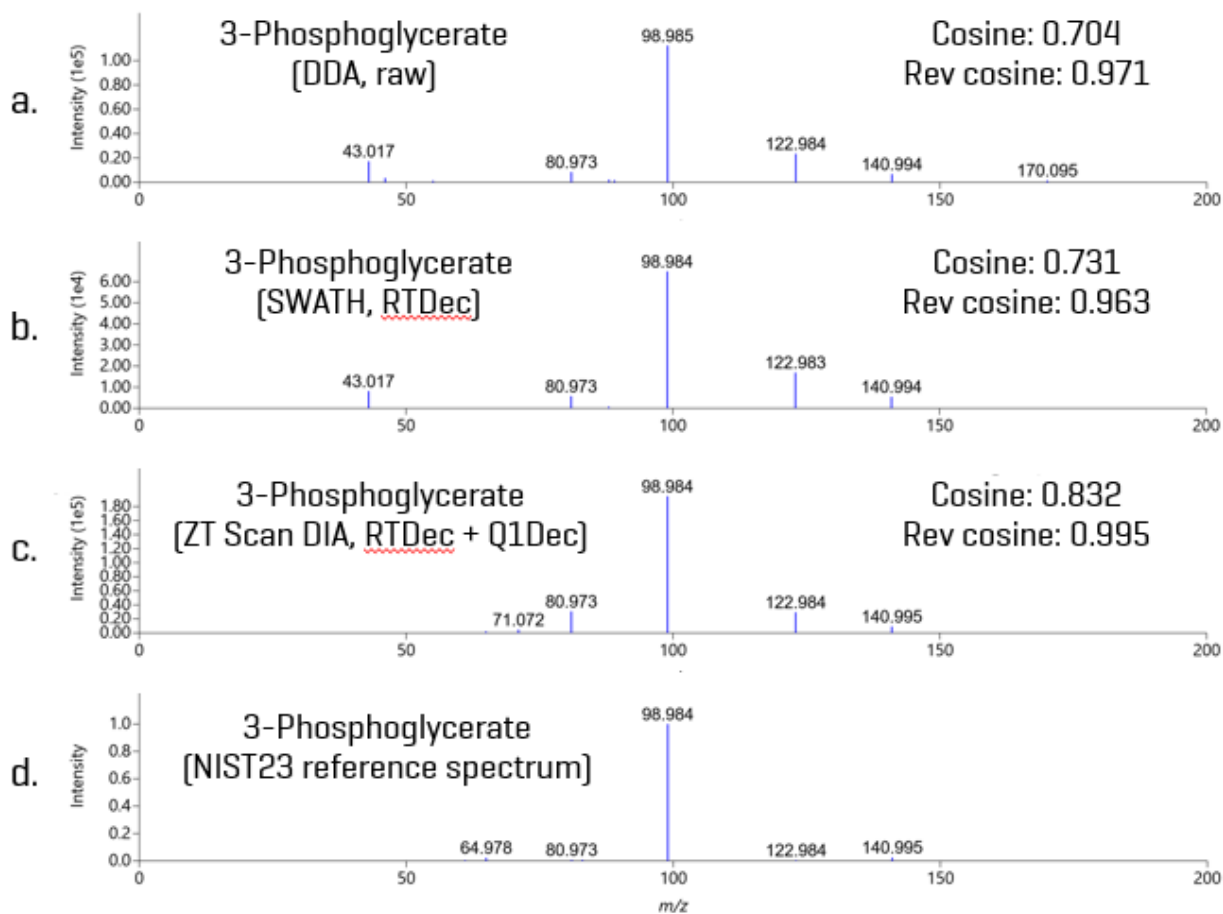 a.
3-Phosphoglycerate
(DDA, raw)
Cosine: 0.704
Rev cosine: 0.971
Intensity (1e5)
1.00
0.80
0.60
0.40
0.20
0.00
43.017
80.973
98.985
122.984
140.994
170.095
0 50 100 150 200
b.
3-Phosphoglycerate
(SWATH, RTDec)
Cosine: 0.731
Rev cosine: 0.963
Intensity (1e4)
6.00
5.00
4.00
3.00
2.00
1.00
0.00
43.017
80.973
98.984
122.983
140.994
0 50 100 150 200
c.
3-Phosphoglycerate
(ZT Scan DIA, RTDec + Q1Dec)
Cosine: 0.832
Rev cosine: 0.995
Intensity (1e5)
1.80
1.60
1.40
1.20
1.00
0.80
0.60
0.40
0.20
0.00
71.072
80.973
98.984
122.984
140.995
0 50 100 150 200
d.
3-Phosphoglycerate
(NIST23 reference spectrum)
Intensity
1.0
0.8
0.6
0.4
0.2
0.0
64.978
80.973
98.984
122.984
140.995
0 50 100 150 200
m/z